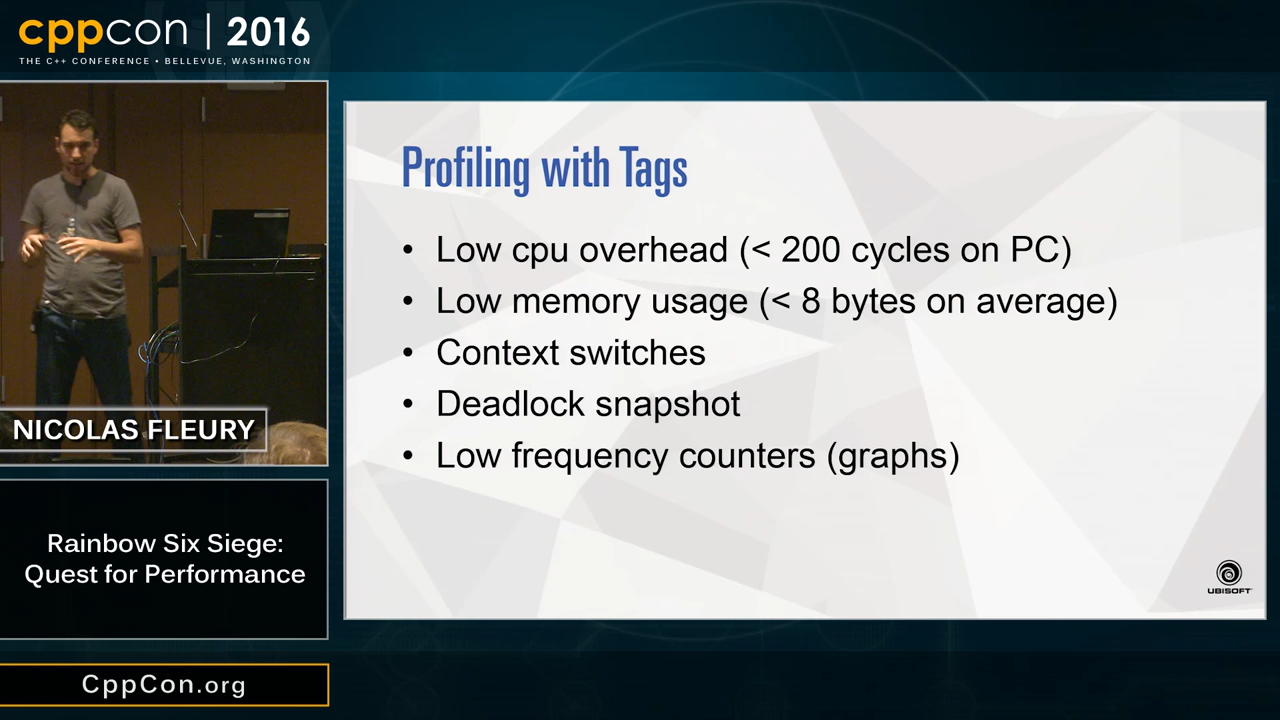 cppcon | 2016
THE C++ CONFERENCE • BELLEVUE, WASHINGTON
NICOLAS FLEURY
Rainbow Six Siege:
Quest for Performance
CppCon.org
Profiling with Tags
• Low cpu overhead (< 200 cycles on PC)
• Low memory usage (< 8 bytes on average)
• Context switches
• Deadlock snapshot
• Low frequency counters (graphs)
UBISOFT